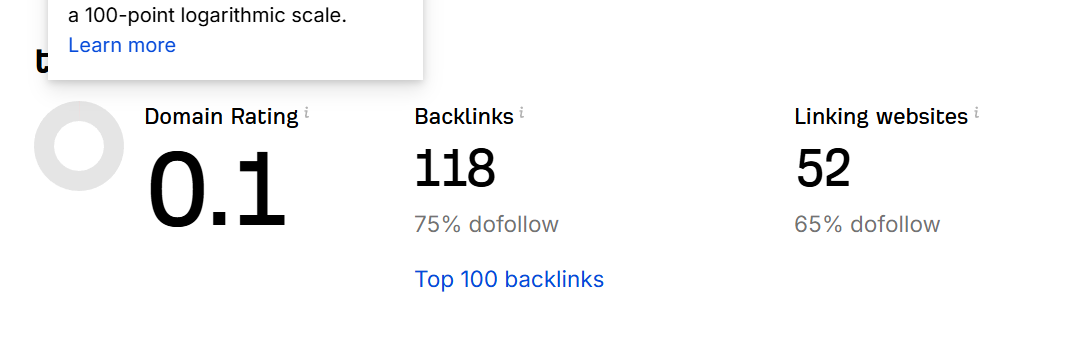 a 100-point logarithmic scale.
Learn more
t
Domain Rating i
Backlinks i
Linking websites i
0.1
118
52
75% dofollow
65% dofollow
Top 100 backlinks